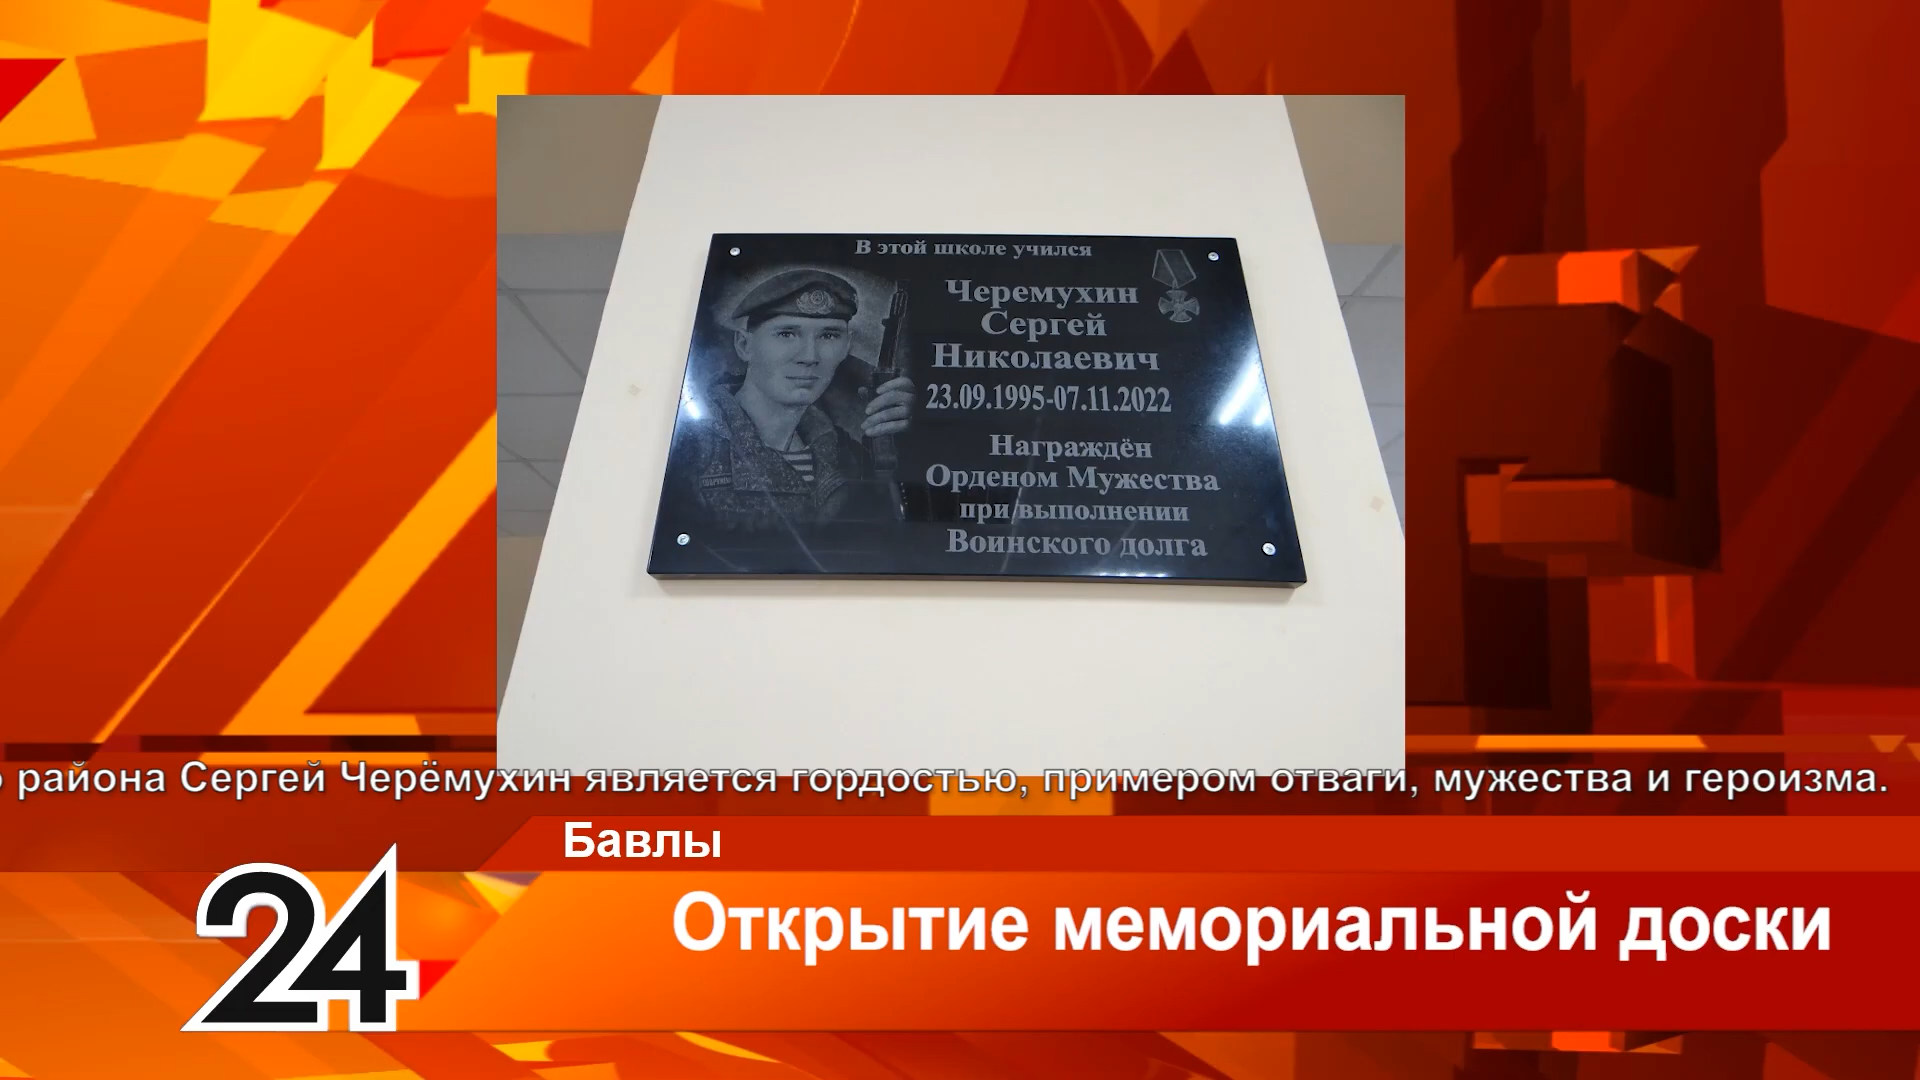 В этой школе учился
Черемухин
Сергей
Николаевич
23.09.1995-07.11.2022
Награждён
Орденом Мужества
при выполнении
Воинского долга
района Сергей Черёмухин является гордостью, примером отваги, мужества и героизма.
Бавлы
24
Открытие мемориальной доски